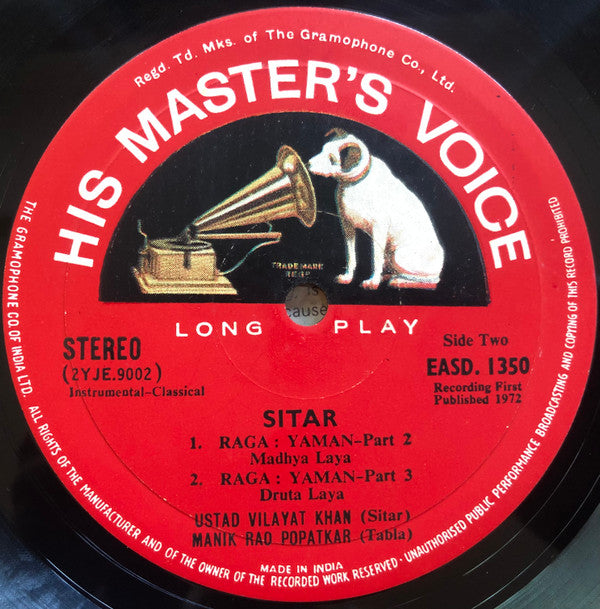 Regd. Td. Mks. of The Gramophone Co., Ltd.
HIS MASTER'S VOICE
TRADE MARK
REGD
LONG PLAY
cause
STEREO
(2YJE.9002)
Instrumental-Classical
Side Two
EASD. 1350
Recording First
Published 1972
SITAR
1. RAGA : YAMAN-Part 2
Madhya Laya
2. RAGA : YAMAN-Part 3
Druta Laya
USTAD VILAYAT KHAN (Sitar)
MANIK RAO POPATKAR (Tabla)
MADE IN INDIA
THE GRAMOPHONE CO. OF INDIA LTD. ALL RIGHTS OF THE MANUFACTURER AND OF THE OWNER OF THE RECORDED WORK RESERVED · UNAUTHORISED PUBLIC PERFORMANCE BROADCASTING AND COPYING OF THIS RECORD PROHIBITED